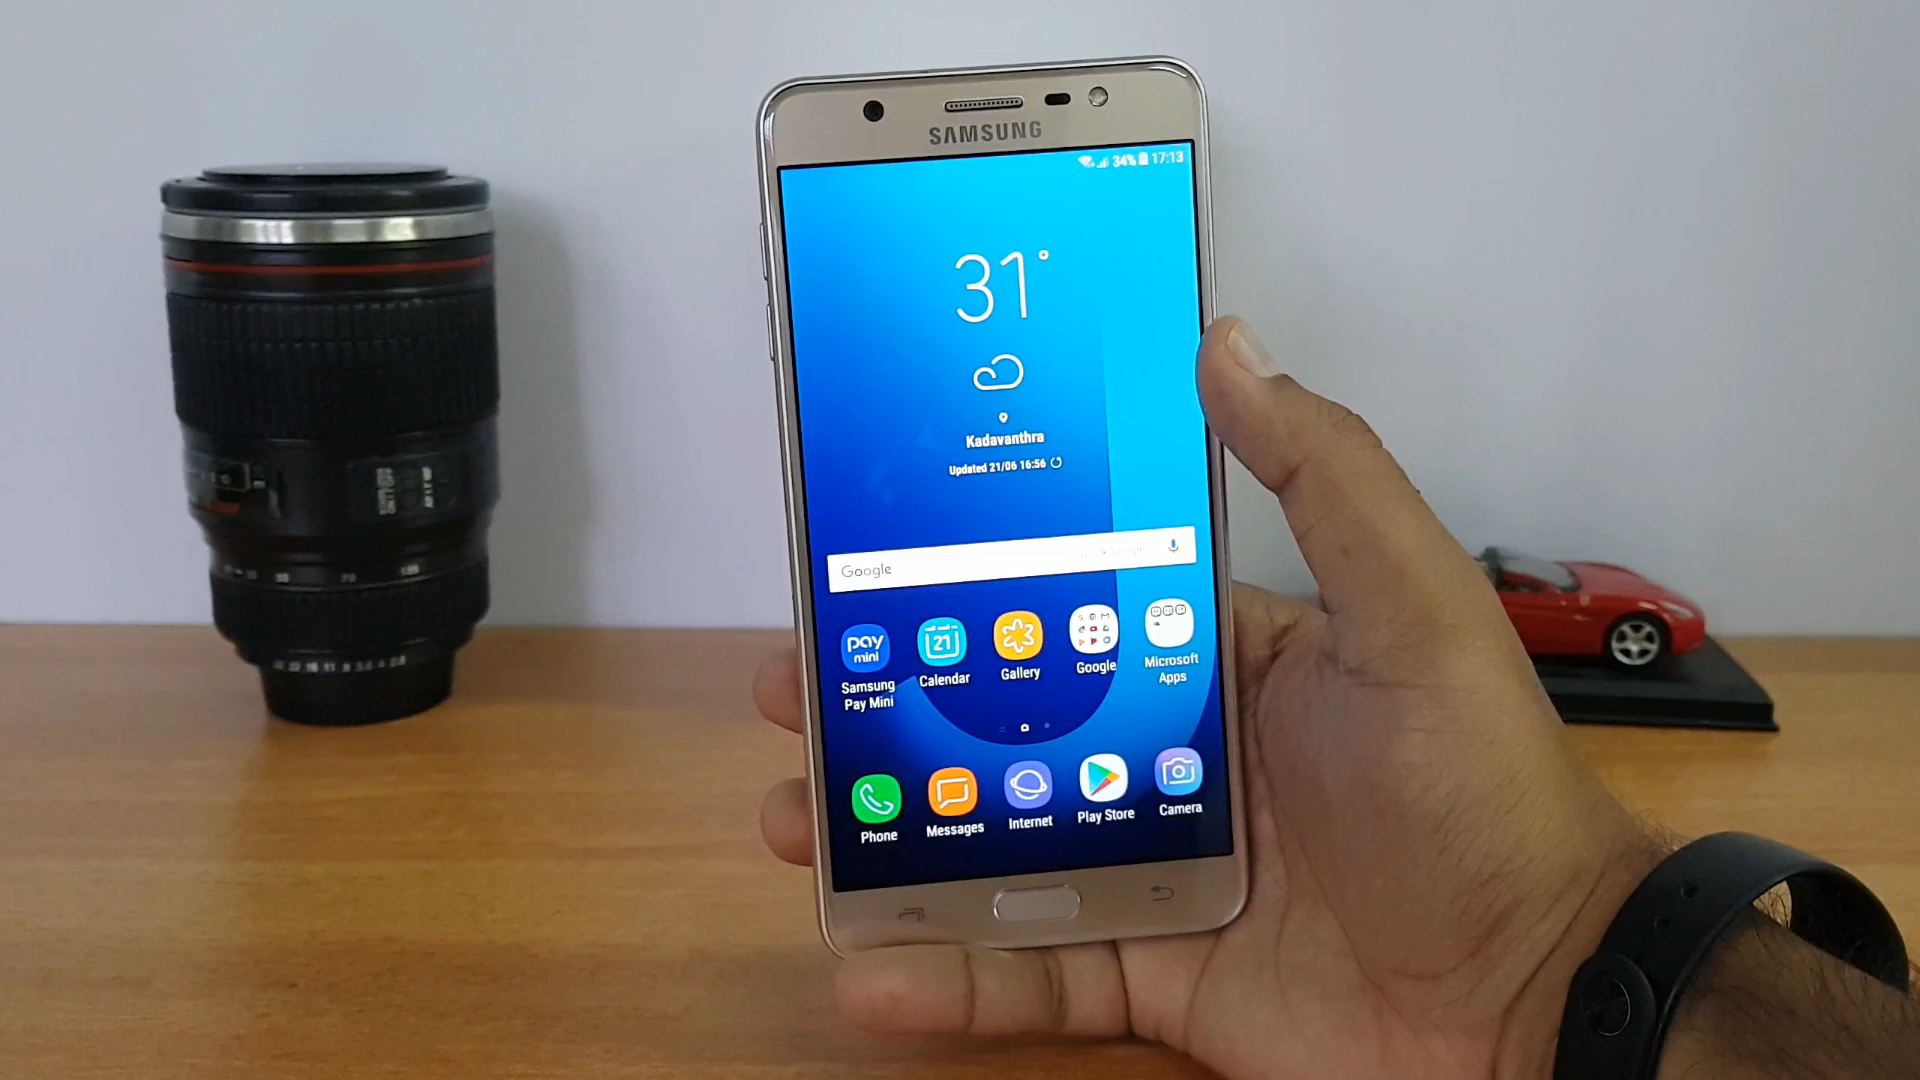 SAMSUNG
34% 17:13
31°
Kadavanthra
Updated 21/06 16:56
Google
pay
mini
21
Samsung
Pay Mini
Calendar
Gallery
Google
Microsoft
Apps
Phone
Messages
Internet
Play Store
Camera